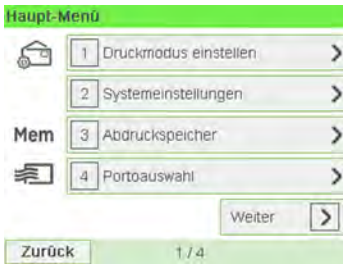 Haupt-Menü
1 Druckmodus einstellen
2 Systemeinstellungen
Mem 3 Abdruckspeicher
4 Portoauswahl
Weiter
Zurück 1/4